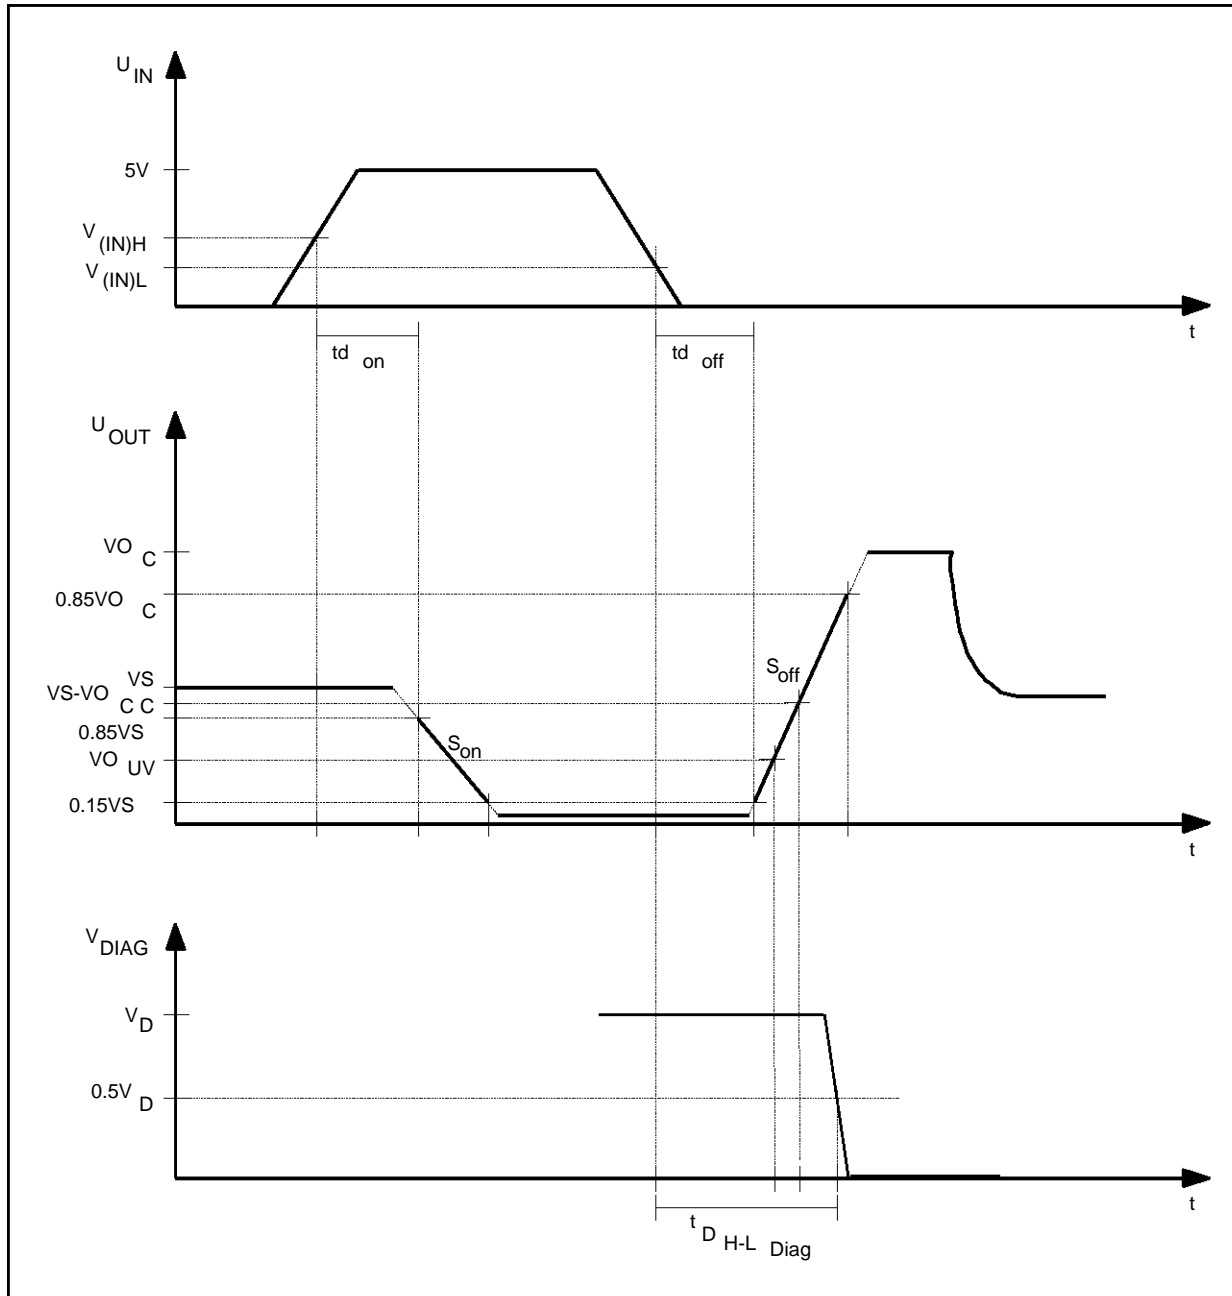 U IN
5V
V (IN)H
V (IN)L
t
td on
td off
U OUT
VO C
0.85VO C
VS
VS-VO C C
0.85VS
VO UV
0.15VS
S on
S off
t
V DIAG
V D
0.5V D
t
t D H-L Diag